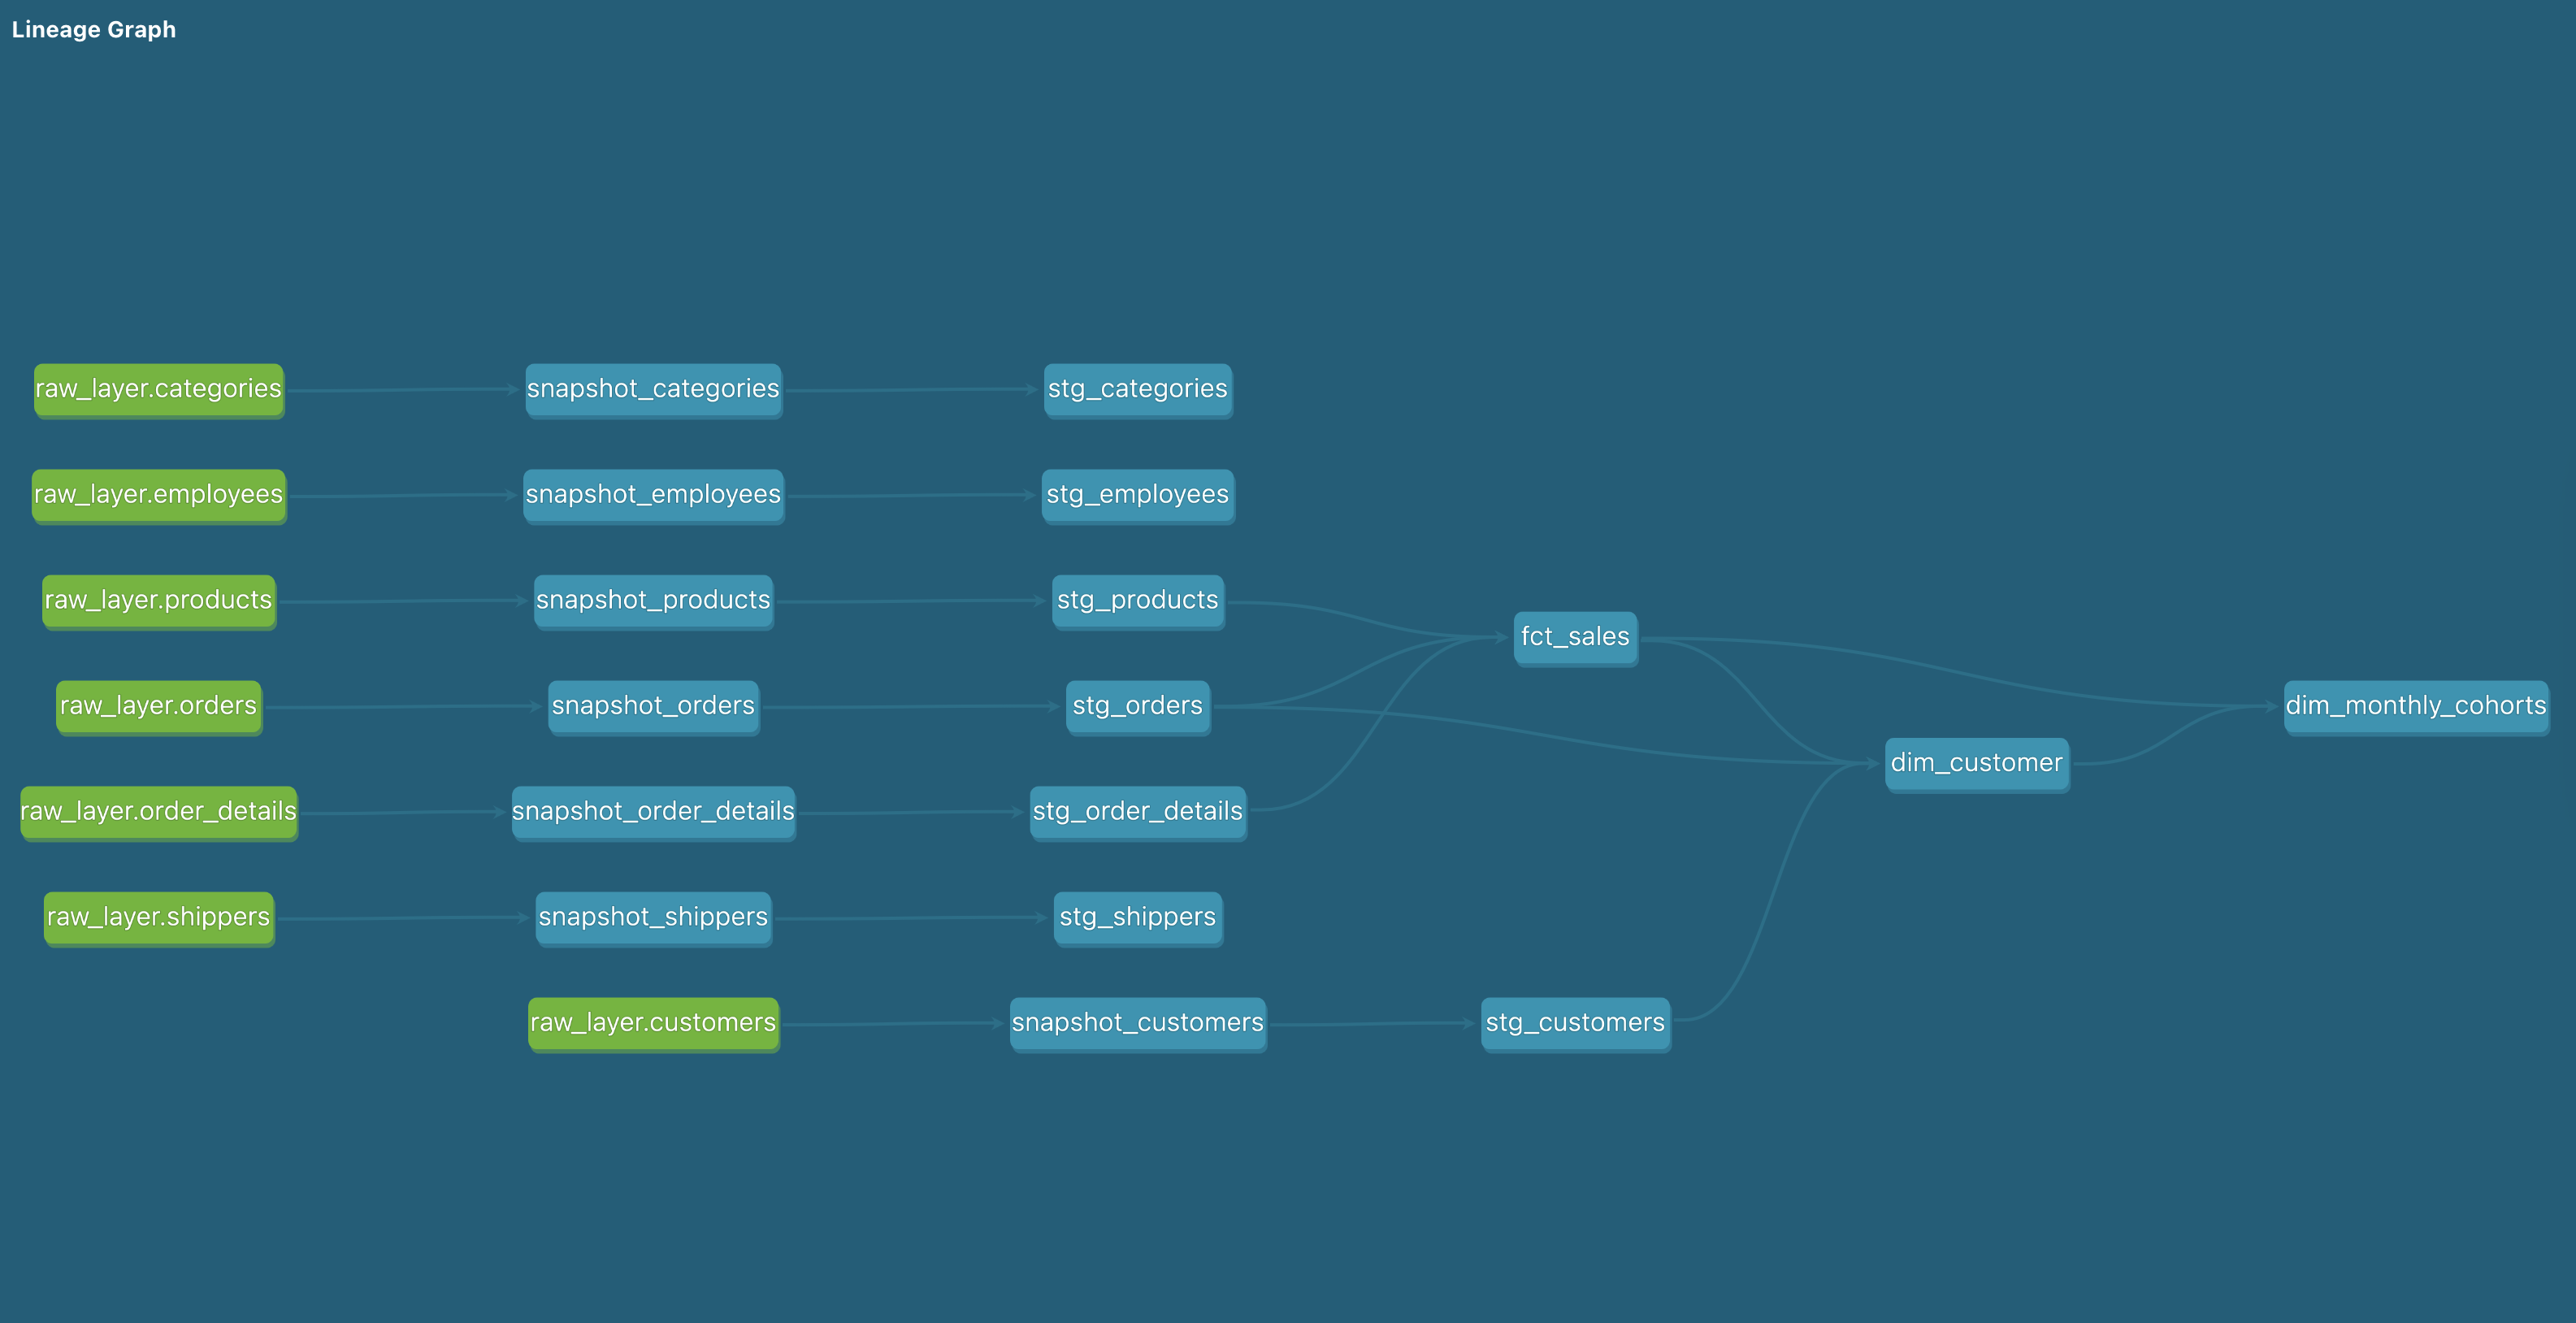 Lineage Graph
raw_layer.categories
snapshot_categories
stg_categories
raw_layer.employees
snapshot_employees
stg_employees
raw_layer.products
snapshot_products
stg_products
fct_sales
raw_layer.orders
snapshot_orders
stg_orders
dim_monthly_cohorts
dim_customer
raw_layer.order_details
snapshot_order_details
stg_order_details
raw_layer.shippers
snapshot_shippers
stg_shippers
raw_layer.customers
snapshot_customers
stg_customers